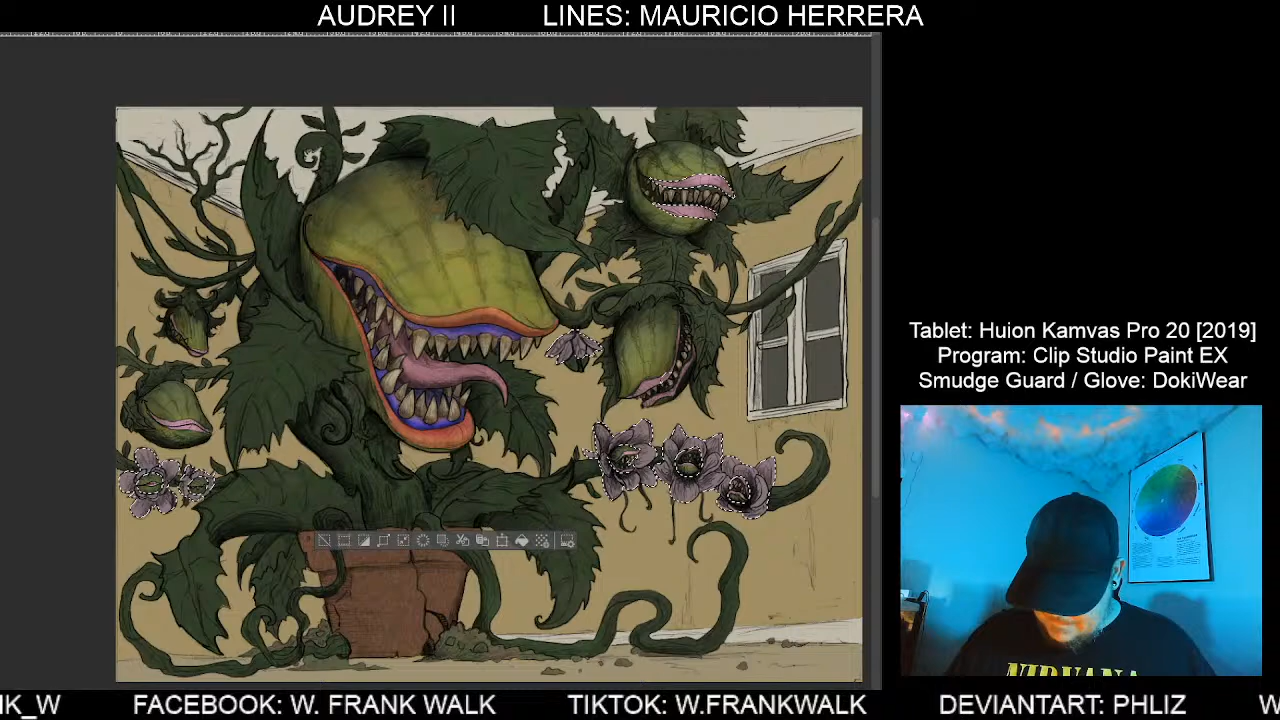 AUDREY II LINES: MAURICIO HERRERA
Tablet: Huion Kamvas Pro 20 [2019]
Program: Clip Studio Paint EX
Smudge Guard / Glove: DokiWear
NIRVANA
IK_W FACEBOOK: W. FRANK WALK TIKTOK: W.FRANKWALK DEVIANTART: PHLIZ W